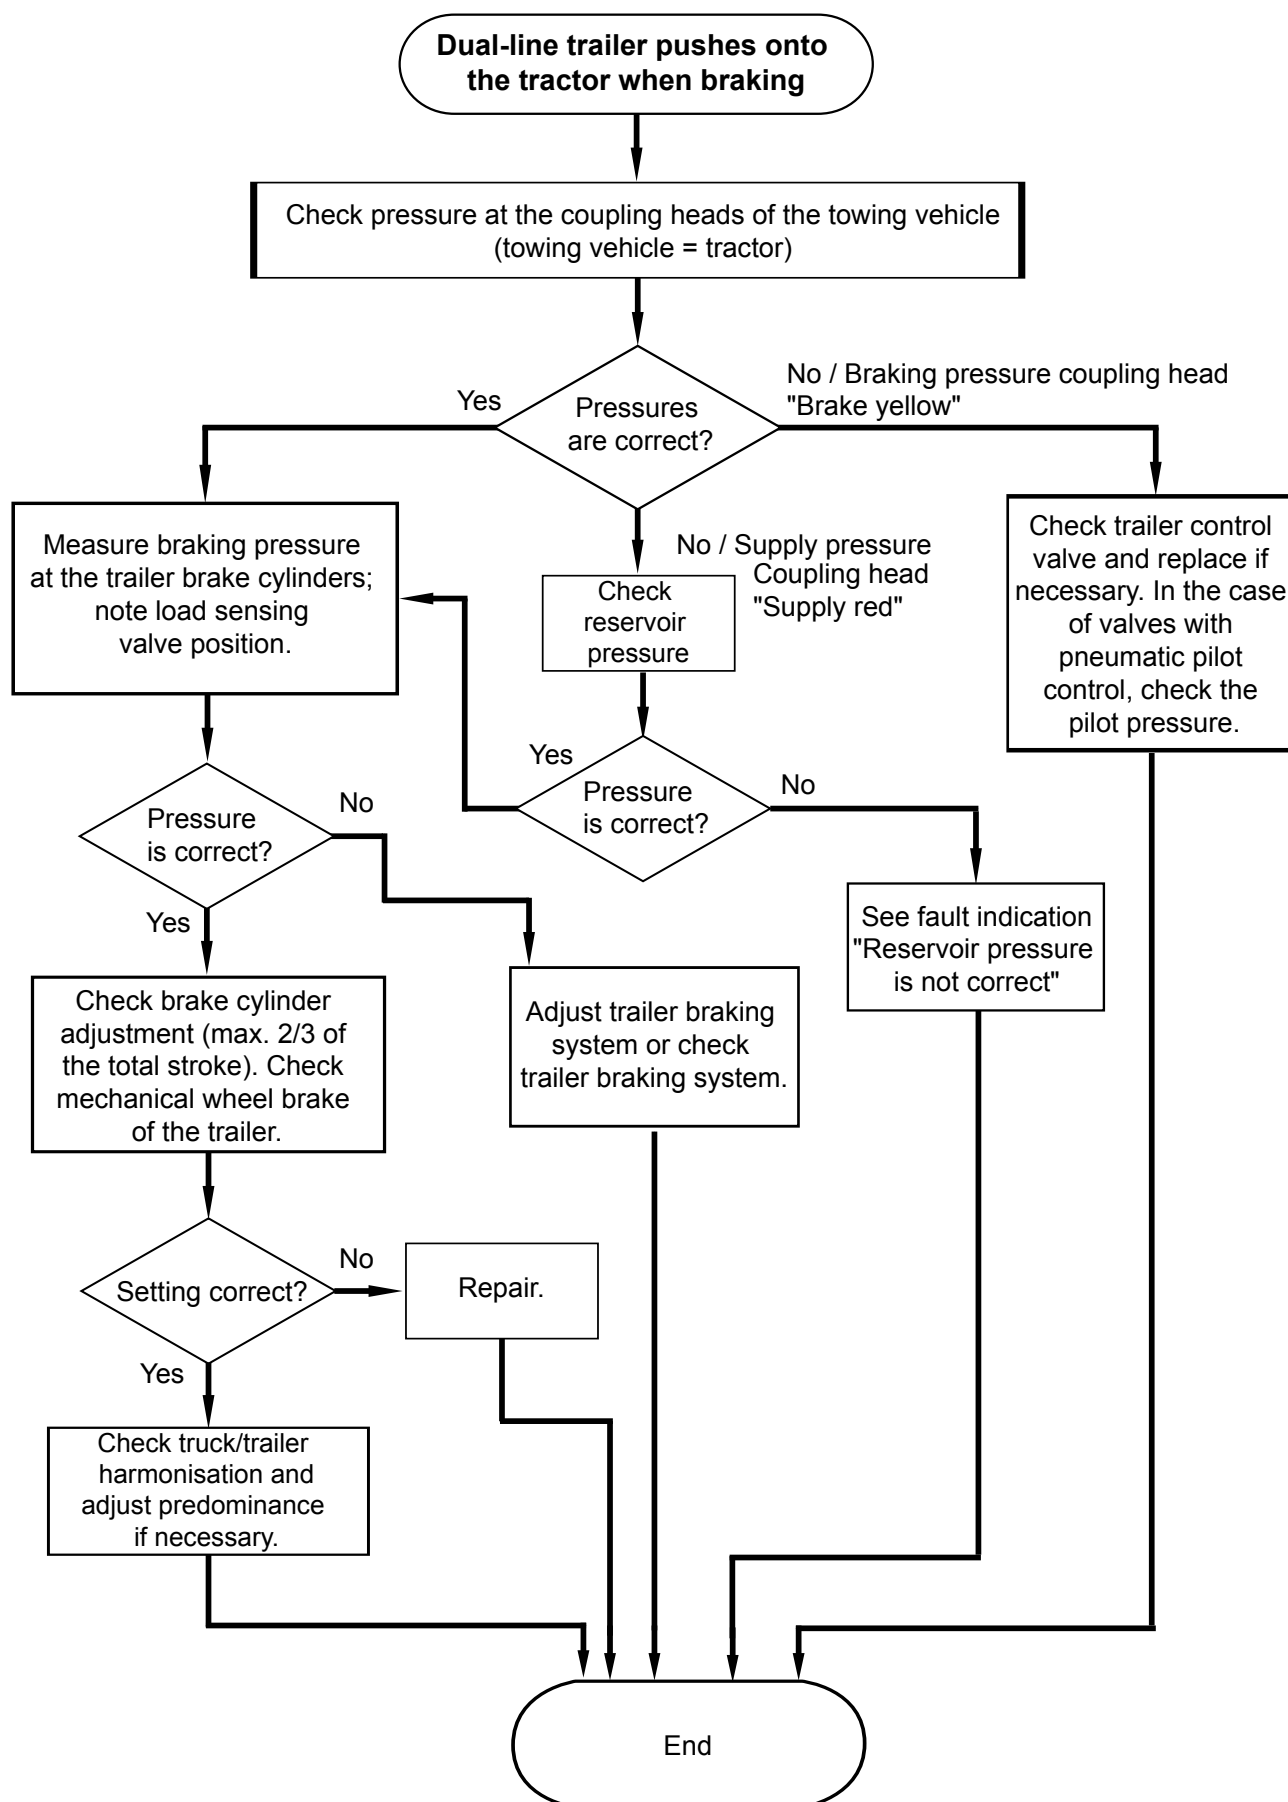 Dual-line trailer pushes onto
the tractor when braking
Check pressure at the coupling heads of the towing vehicle
(towing vehicle = tractor)
Yes
Pressures
are correct?
No / Braking pressure coupling head
"Brake yellow"
Measure braking pressure
at the trailer brake cylinders;
note load sensing
valve position.
No / Supply pressure
Coupling head
"Supply red"
Check
reservoir
pressure
Check trailer control
valve and replace if
necessary. In the case
of valves with
pneumatic pilot
control, check the
pilot pressure.
Yes
Pressure
is correct?
No
Pressure
is correct?
No
Yes
See fault indication
"Reservoir pressure
is not correct"
Check brake cylinder
adjustment (max. 2/3 of
the total stroke). Check
mechanical wheel brake
of the trailer.
Adjust trailer braking
system or check
trailer braking system.
Setting correct?
No
Repair.
Yes
Check truck/trailer
harmonisation and
adjust predominance
if necessary.
End